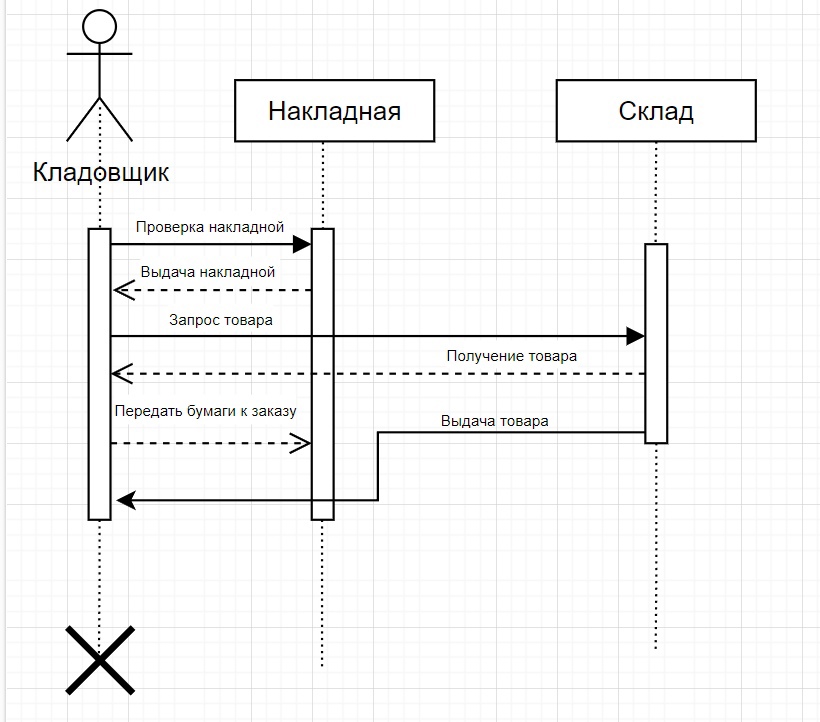 Накладная
Склад
Кладовщик
Проверка накладной
Выдача накладной
Запрос товара
Получение товара
Передать бумаги к заказу
Выдача товара